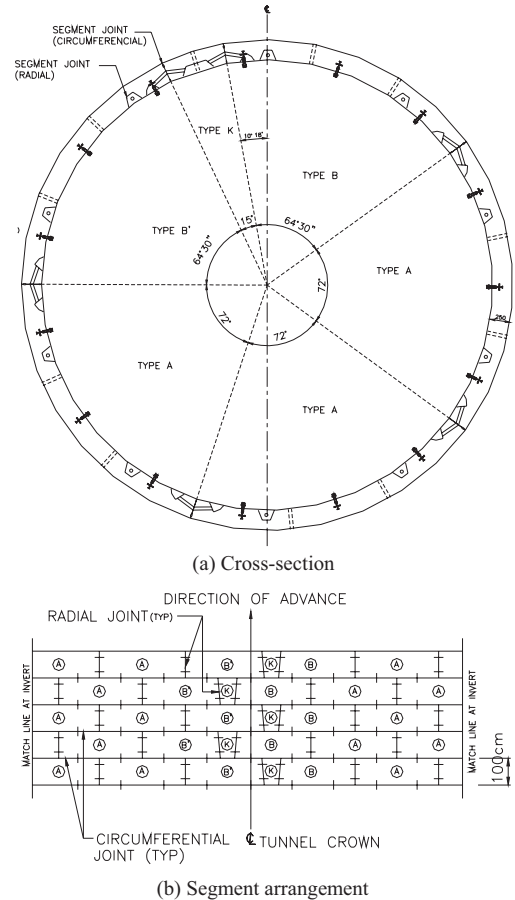 ℄
SEGMENT JOINT
(CIRCUMFERENCIAL)
SEGMENT JOINT
(RADIAL)
TYPE K
10° 18'
TYPE B
TYPE B'
15°
64°30"
64°30"
TYPE A
72°
72°
72°
250
TYPE A
TYPE A
(a) Cross-section
DIRECTION OF ADVANCE
RADIAL JOINT(TYP)
MATCH LINE AT INVERT
MATCH LINE AT INVERT
A A B' K B A A
A A B' K B A A
A A B' K B A A
A A B' K B A A
A A B' K B A A
100cm
CIRCUMFERENTIAL
JOINT (TYP)
℄ TUNNEL CROWN
(b) Segment arrangement